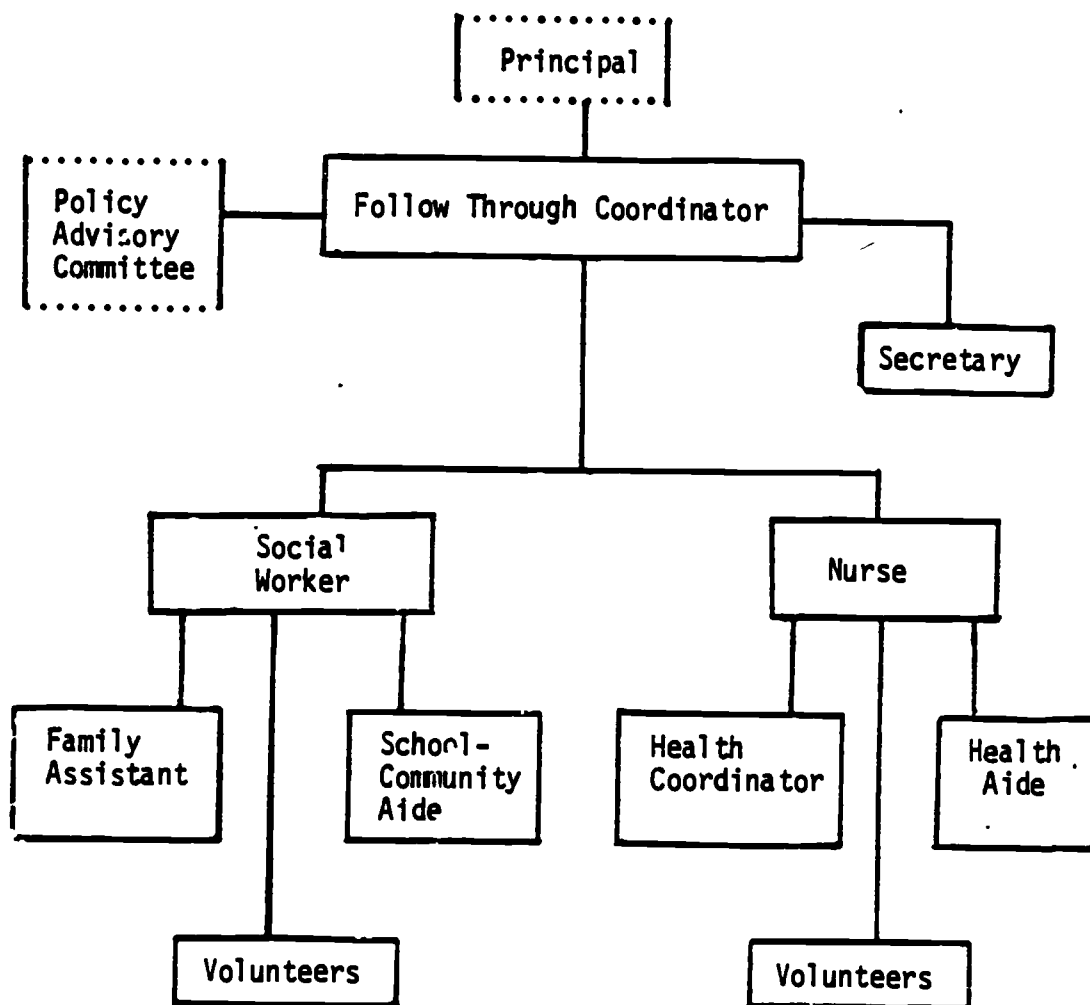 Principal
Follow Through Coordinator
Policy
Advisory
Committee
Secretary
Social
Worker
Nurse
Family
Assistant
School-
Community
Aide
Health
Coordinator
Health
Aide
Volunteers
Volunteers